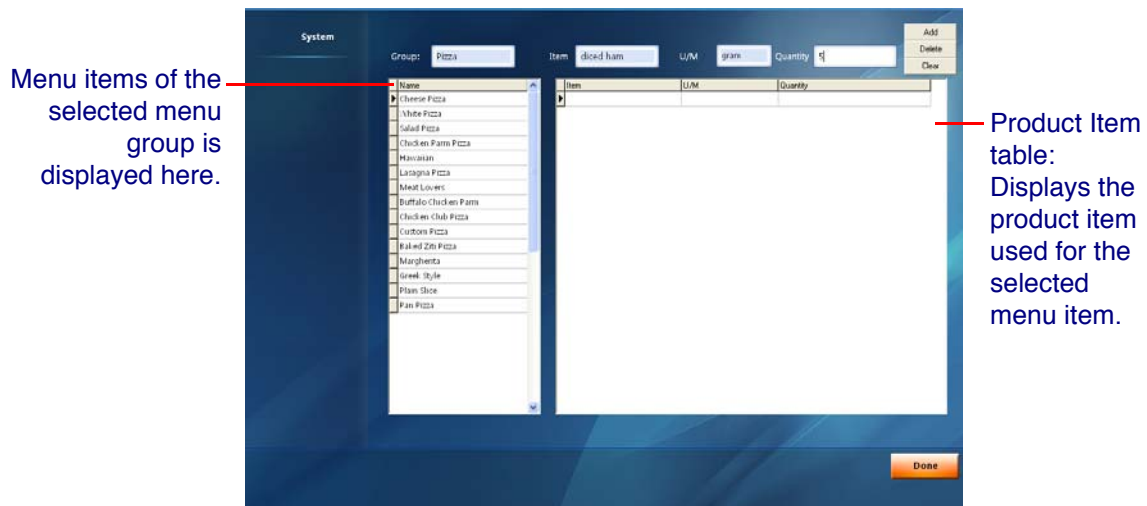 System
Group: Pizza Item diced ham U/M gram Quantity 5
Add
Delete
Clear
Menu items of the
selected menu
group is
displayed here.
Name
Cheese Pizza
White Pizza
Salad Pizza
Chicken Parm Pizza
Hawaiian
Lasagna Pizza
Meat Lovers
Buffalo Chicken Parm
Chicken Club Pizza
Custom Pizza
Baked Ziti Pizza
Margherita
Greek Style
Plain Slice
Pan Pizza
Item U/M Quantity
Product Item
table:
Displays the
product item
used for the
selected
menu item.
Done